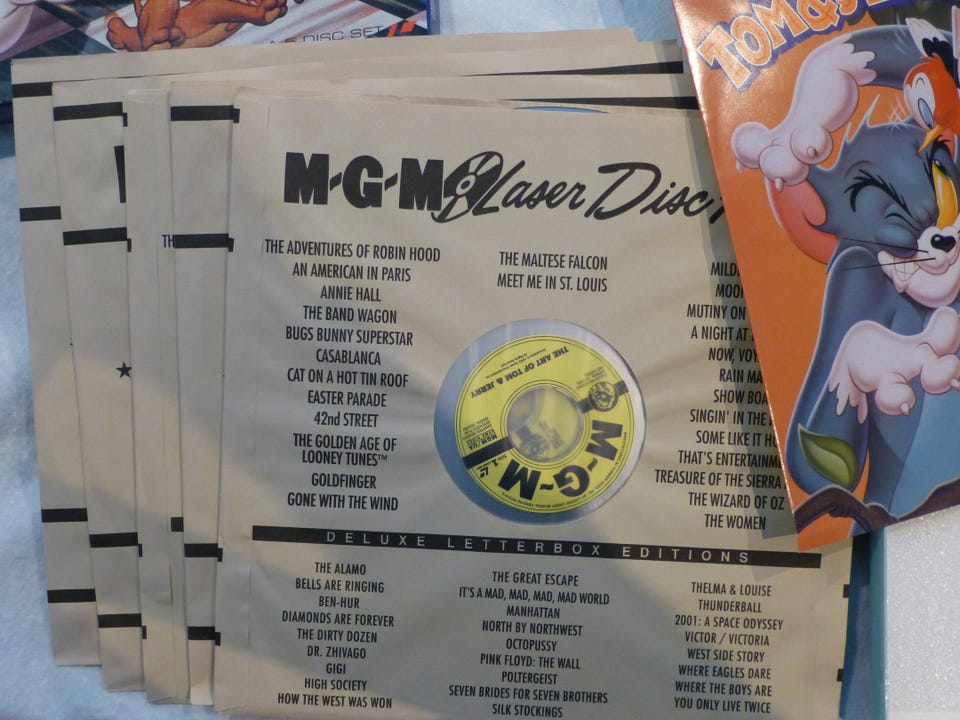 A 5 DISC SET
TOM &
M-G-M Laser Disc
THE ADVENTURES OF ROBIN HOOD
AN AMERICAN IN PARIS
ANNIE HALL
THE BAND WAGON
BUGS BUNNY SUPERSTAR
CASABLANCA
CAT ON A HOT TIN ROOF
EASTER PARADE
42nd STREET
THE GOLDEN AGE OF
LOONEY TUNES™
GOLDFINGER
GONE WITH THE WIND
THE MALTESE FALCON
MEET ME IN ST. LOUIS
MUTINY ON
A NIGHT AT
NOW,
RAIN
SHOW
SINGIN' IN THE
SOME LIKE IT
THAT'S
TREASURE OF THE SIERRA
THE WIZARD OF OZ
THE WOMEN
THE ART OF TOM & JERRY
M-G-M
DELUXE LETTERBOX EDITIONS
THE ALAMO
BELLS ARE RINGING
BEN-HUR
DIAMONDS ARE FOREVER
THE DIRTY DOZEN
DR. ZHIVAGO
GIGI
HIGH SOCIETY
HOW THE WEST WAS WON
THE GREAT ESCAPE
IT'S A MAD, MAD, MAD, MAD WORLD
MANHATTAN
NORTH BY NORTHWEST
OCTOPUSSY
PINK FLOYD: THE WALL
POLTERGEIST
SEVEN BRIDES FOR SEVEN BROTHERS
SILK STOCKINGS
THELMA & LOUISE
THUNDERBALL
2001: A SPACE ODYSSEY
VICTOR / VICTORIA
WEST SIDE STORY
WHERE EAGLES DARE
WHERE THE BOYS ARE
YOU ONLY LIVE TWICE